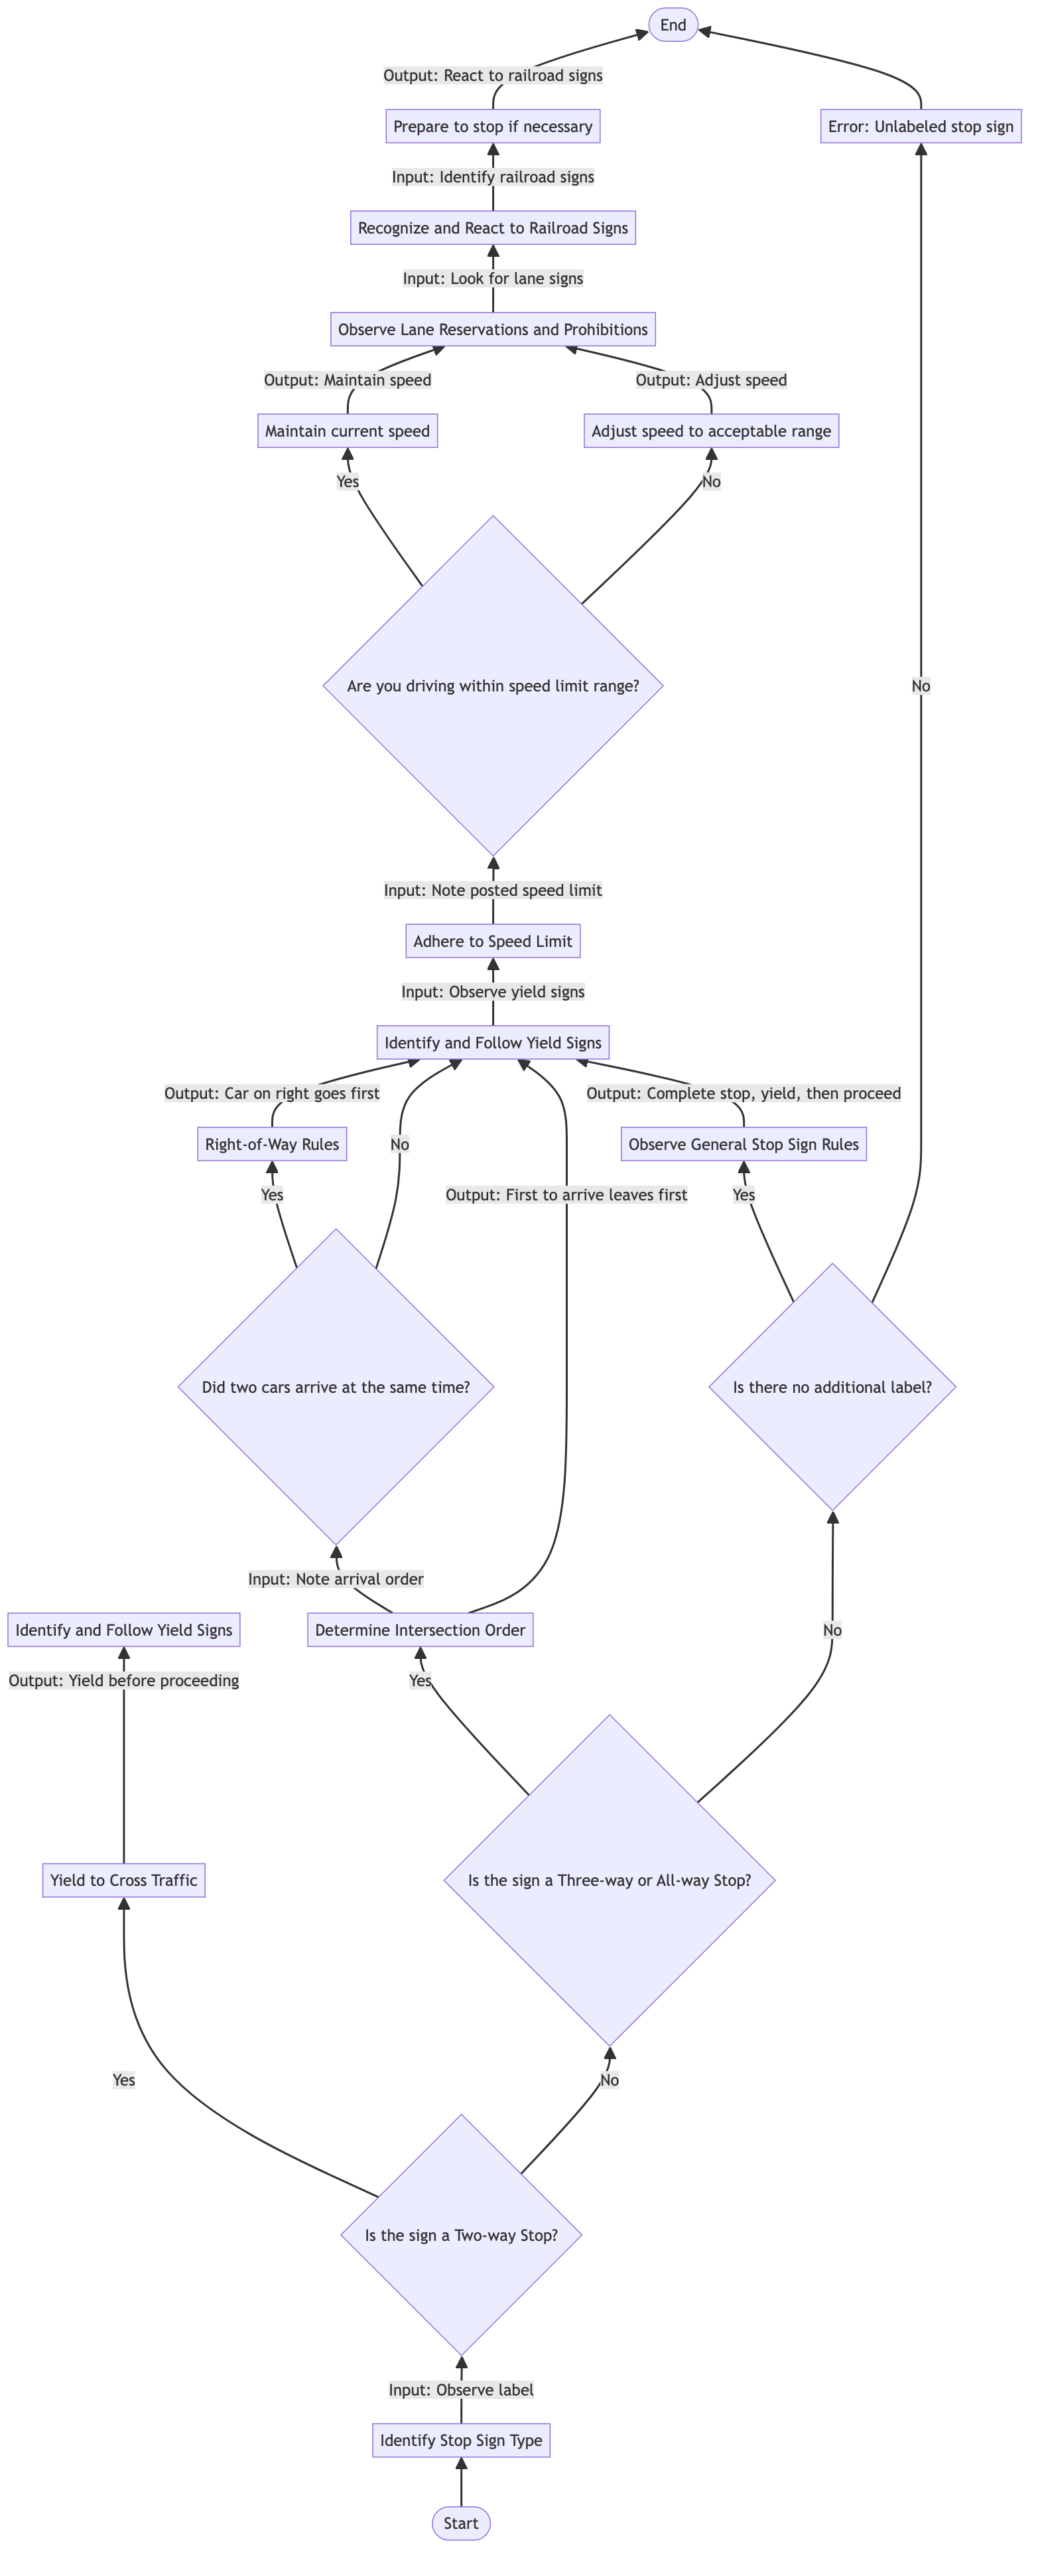 End
Output: React to railroad signs
Prepare to stop if necessary
Error: Unlabeled stop sign
Input: Identify railroad signs
Recognize and React to Railroad Signs
Input: Look for lane signs
Observe Lane Reservations and Prohibitions
Output: Maintain speed
Output: Adjust speed
Maintain current speed
Adjust speed to acceptable range
Yes
No
Are you driving within speed limit range?
No
Input: Note posted speed limit
Adhere to Speed Limit
Input: Observe yield signs
Identify and Follow Yield Signs
Output: Car on right goes first
Output: Complete stop, yield, then proceed
Right-of-Way Rules
No
Observe General Stop Sign Rules
Yes
Output: First to arrive leaves first
Yes
Did two cars arrive at the same time?
Is there no additional label?
Input: Note arrival order
Identify and Follow Yield Signs
Determine Intersection Order
No
Output: Yield before proceeding
Yes
Yield to Cross Traffic
Is the sign a Three-way or All-way Stop?
Yes
No
Is the sign a Two-way Stop?
Input: Observe label
Identify Stop Sign Type
Start